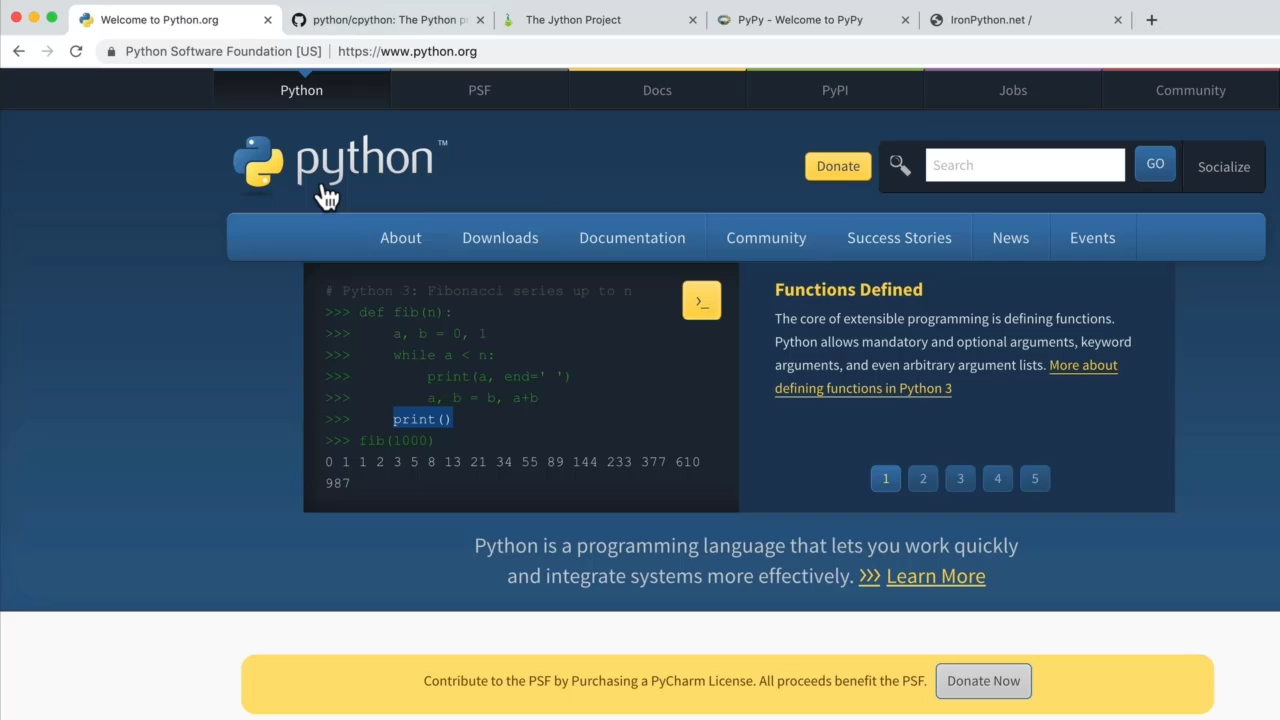 Welcome to Python.org
python/cpython: The Python p
The Jython Project
PyPy - Welcome to PyPy
IronPython.net /
Python Software Foundation [US] | https://www.python.org
Python
PSF
Docs
PyPI
Jobs
Community
python™
Donate
Search
GO
Socialize
About
Downloads
Documentation
Community
Success Stories
News
Events
# Python 3: Fibonacci series up to n
>>> def fib(n):
>>>     a, b = 0, 1
>>>     while a < n:
>>>         print(a, end=' ')
>>>         a, b = b, a+b
>>>     print()
>>> fib(1000)
0 1 1 2 3 5 8 13 21 34 55 89 144 233 377 610
987
>_
Functions Defined
The core of extensible programming is defining functions.
Python allows mandatory and optional arguments, keyword
arguments, and even arbitrary argument lists. More about
defining functions in Python 3
1 2 3 4 5
Python is a programming language that lets you work quickly
and integrate systems more effectively. >>> Learn More
Contribute to the PSF by Purchasing a PyCharm License. All proceeds benefit the PSF.
Donate Now